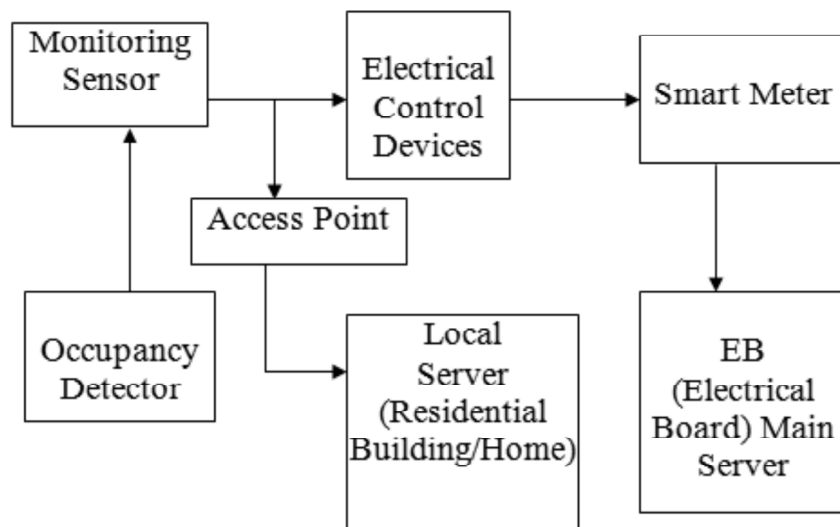 Monitoring
Sensor
Electrical
Control
Devices
Smart Meter
Access Point
Occupancy
Detector
Local
Server
(Residential
Building/Home)
EB
(Electrical
Board) Main
Server